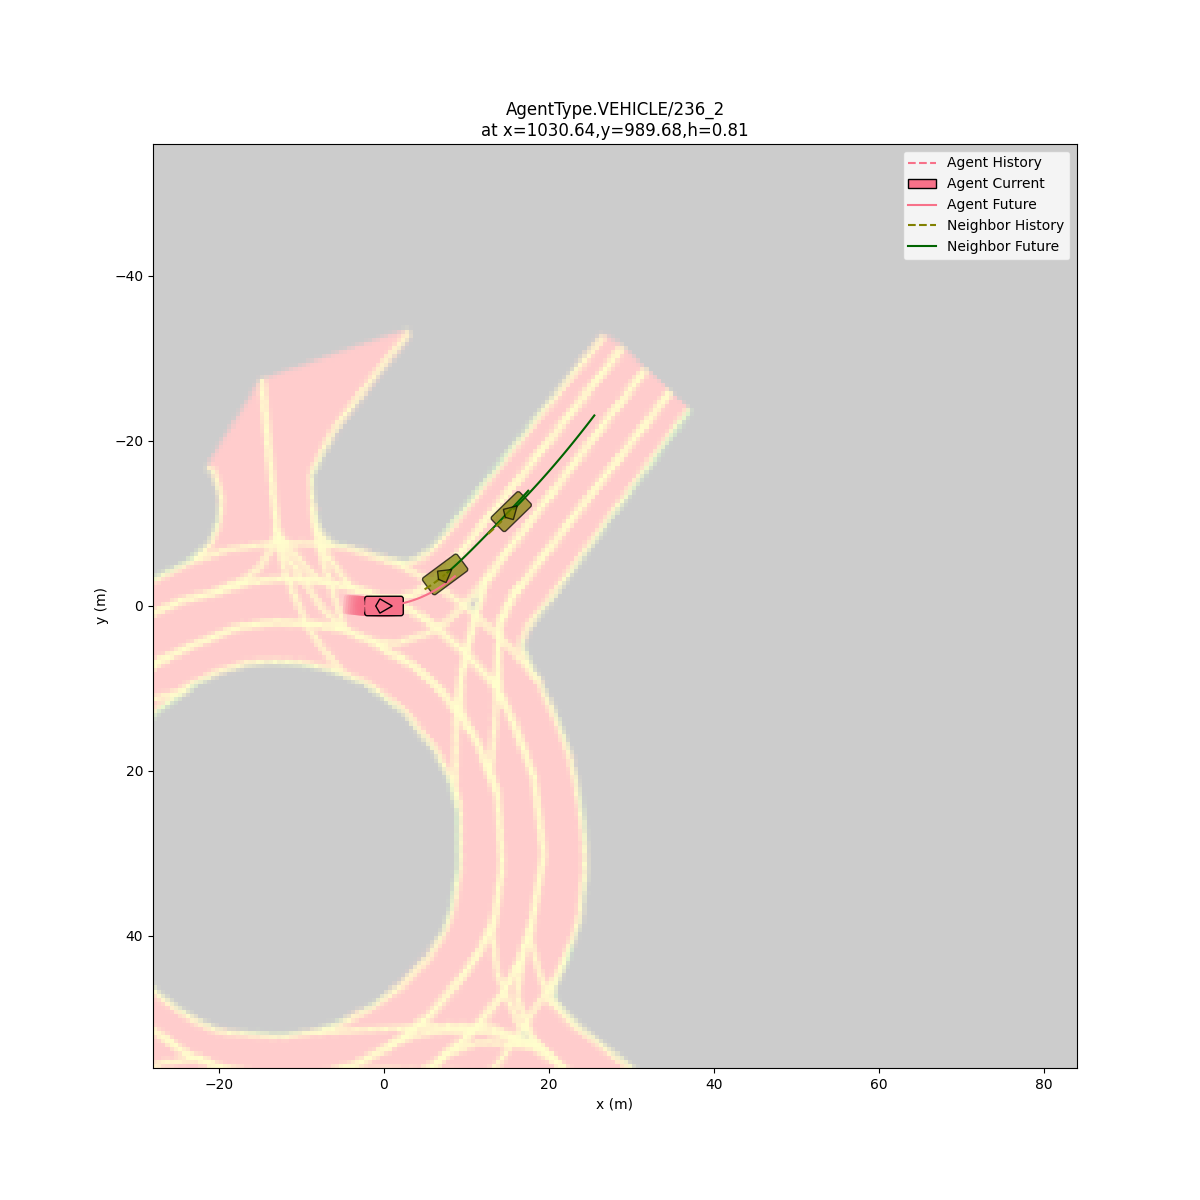 AgentType.VEHICLE/236_2
at x=1030.64,y=989.68,h=0.81
Agent History
Agent Current
Agent Future
Neighbor History
Neighbor Future
−40
−20
0
20
40
y (m)
−20
0
20
40
60
80
x (m)